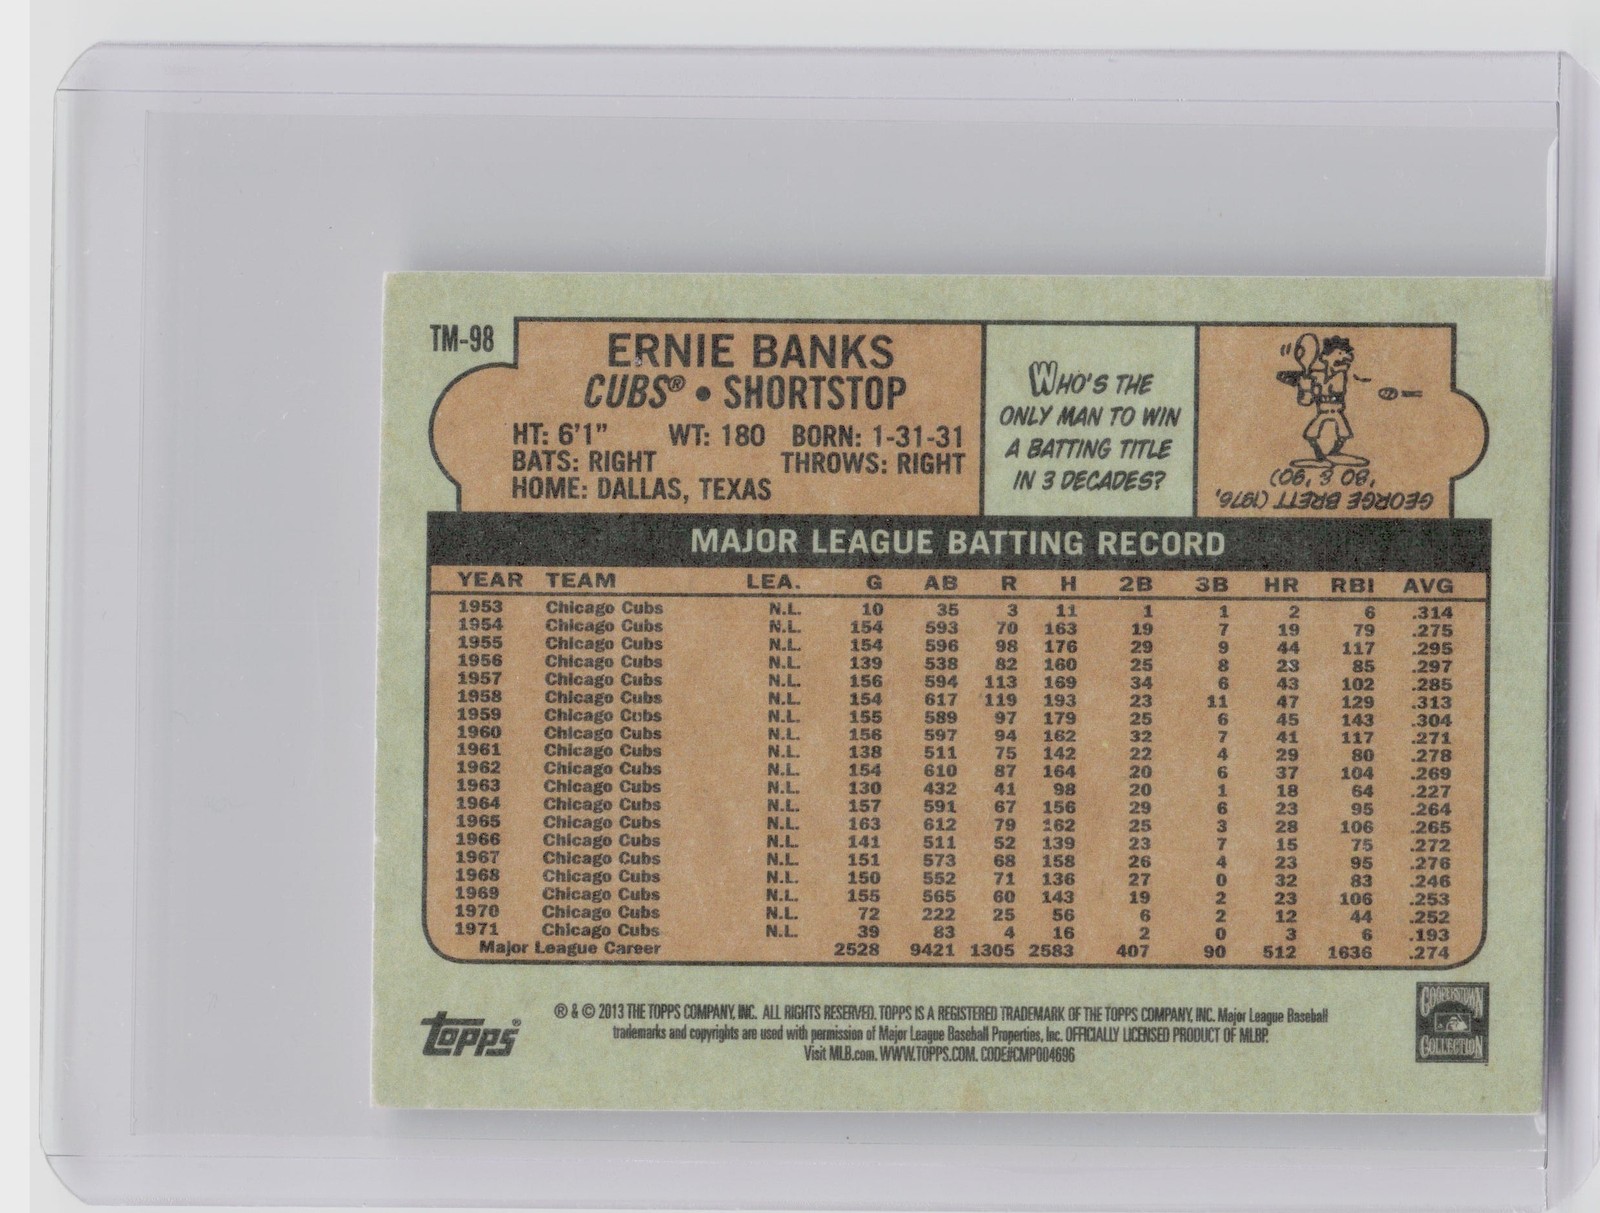 TM-98
ERNIE BANKS
CUBS® • SHORTSTOP
HT: 6'1" WT: 180 BORN: 1-31-31
BATS: RIGHT THROWS: RIGHT
HOME: DALLAS, TEXAS
WHO'S THE
ONLY MAN TO WIN
A BATTING TITLE
IN 3 DECADES?
GEORGE BRETT (1976,
'80 & '90)
MAJOR LEAGUE BATTING RECORD
YEAR TEAM LEA. G AB R H 2B 3B HR RBI AVG
1953 Chicago Cubs N.L. 10 35 3 11 1 1 2 6 .314
1954 Chicago Cubs N.L. 154 593 70 163 19 7 19 79 .275
1955 Chicago Cubs N.L. 154 596 98 176 29 9 44 117 .295
1956 Chicago Cubs N.L. 139 538 82 160 25 8 23 85 .297
1957 Chicago Cubs N.L. 156 594 113 169 34 6 43 102 .285
1958 Chicago Cubs N.L. 154 617 119 193 23 11 47 129 .313
1959 Chicago Cubs N.L. 155 589 97 179 25 6 45 143 .304
1960 Chicago Cubs N.L. 156 597 94 162 32 7 41 117 .271
1961 Chicago Cubs N.L. 138 511 75 142 22 4 29 80 .278
1962 Chicago Cubs N.L. 154 610 87 164 20 6 37 104 .269
1963 Chicago Cubs N.L. 130 432 41 98 20 1 18 64 .227
1964 Chicago Cubs N.L. 157 591 67 156 29 6 23 95 .264
1965 Chicago Cubs N.L. 163 612 79 162 25 3 28 106 .265
1966 Chicago Cubs N.L. 141 511 52 139 23 7 15 75 .272
1967 Chicago Cubs N.L. 151 573 68 158 26 4 23 95 .276
1968 Chicago Cubs N.L. 150 552 71 136 27 0 32 83 .246
1969 Chicago Cubs N.L. 155 565 60 143 19 2 23 106 .253
1970 Chicago Cubs N.L. 72 222 25 56 6 2 12 44 .252
1971 Chicago Cubs N.L. 39 83 4 16 2 0 3 6 .193
Major League Career 2528 9421 1305 2583 407 90 512 1636 .274
topps®
® & © 2013 THE TOPPS COMPANY, INC. ALL RIGHTS RESERVED. TOPPS IS A REGISTERED TRADEMARK OF THE TOPPS COMPANY, INC. Major League Baseball
trademarks and copyrights are used with permission of Major League Baseball Properties, Inc. OFFICIALLY LICENSED PRODUCT OF MLBP.
Visit MLB.com. WWW.TOPPS.COM. CODE#CMP004696
COOPERSTOWN
COLLECTION